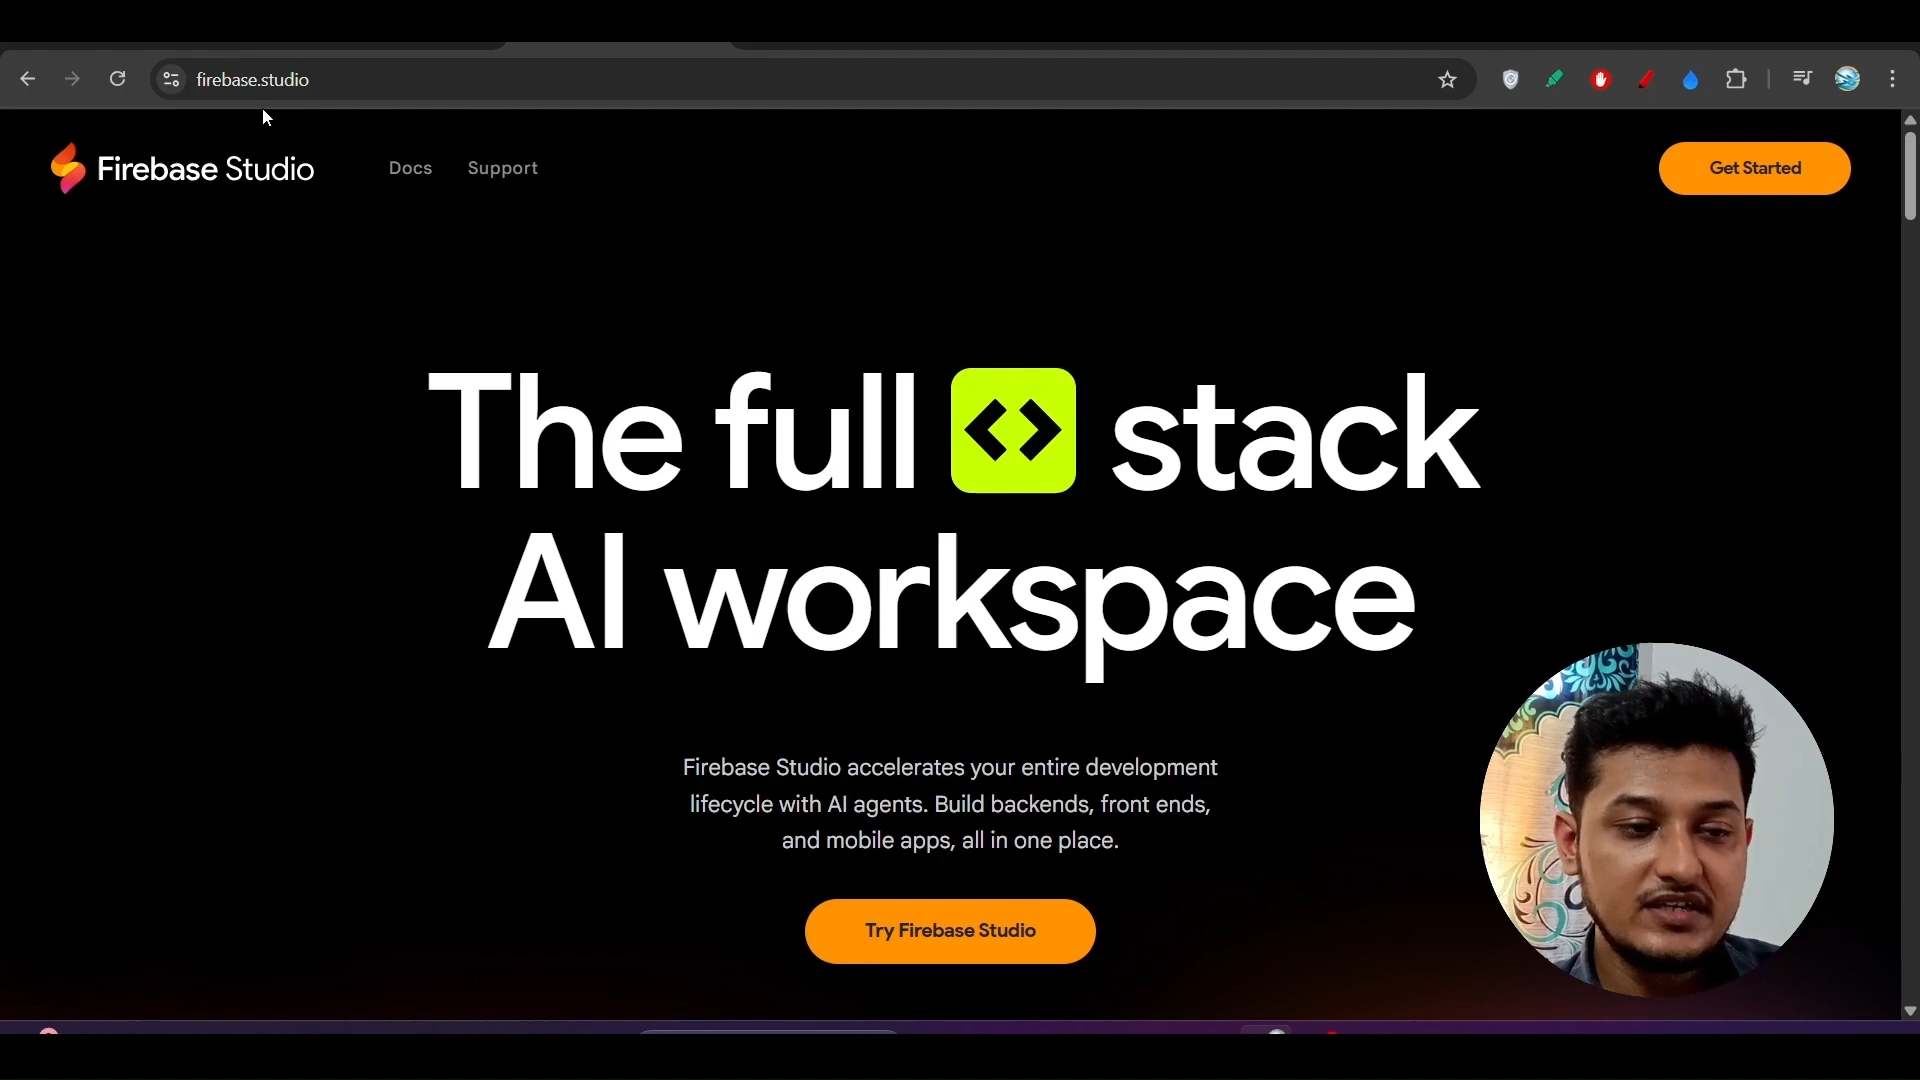 firebase.studio
Firebase Studio
Docs
Support
Get Started
The full <> stack
AI workspace
Firebase Studio accelerates your entire development
lifecycle with AI agents. Build backends, front ends,
and mobile apps, all in one place.
Try Firebase Studio